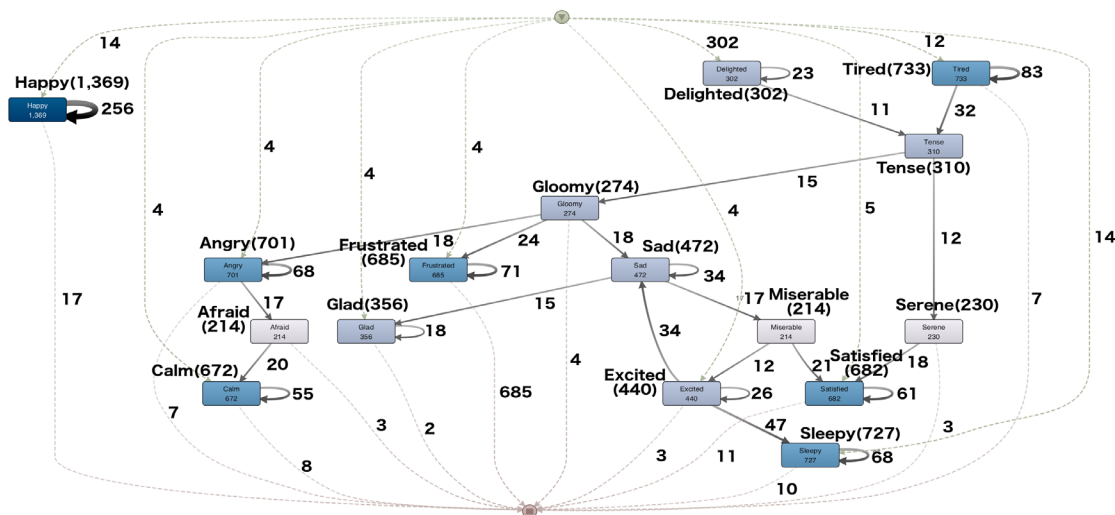 14
302
12
Happy(1,369)
Happy
1,369
256
Delighted
302
23
Delighted(302)
Tired(733)
Tired
733
83
11
32
Tense
310
Tense(310)
4
4
4
15
Gloomy(274)
Gloomy
274
4
4
5
12
14
Angry(701)
Angry
701
68
18
Frustrated
(685)
24
Frustrated
685
71
18
Sad(472)
Sad
472
34
17
17
Afraid
(214)
Afraid
214
Glad(356)
Glad
356
18
15
34
17
Miserable
(214)
Miserable
214
Serene(230)
Serene
230
7
20
Calm(672)
Calm
672
55
4
12
21
Satisfied
(682)
18
Satisfied
682
61
Excited
(440)
Excited
440
26
685
7
3
2
47
Sleepy(727)
Sleepy
727
68
3
8
3
11
10